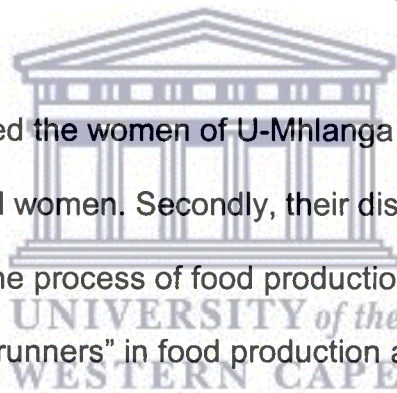 ed the women of U-Mhlanga
l women. Secondly, their dis
he process of food productio
UNIVERSITY of the
runners” in food production a
WESTERN CAPE